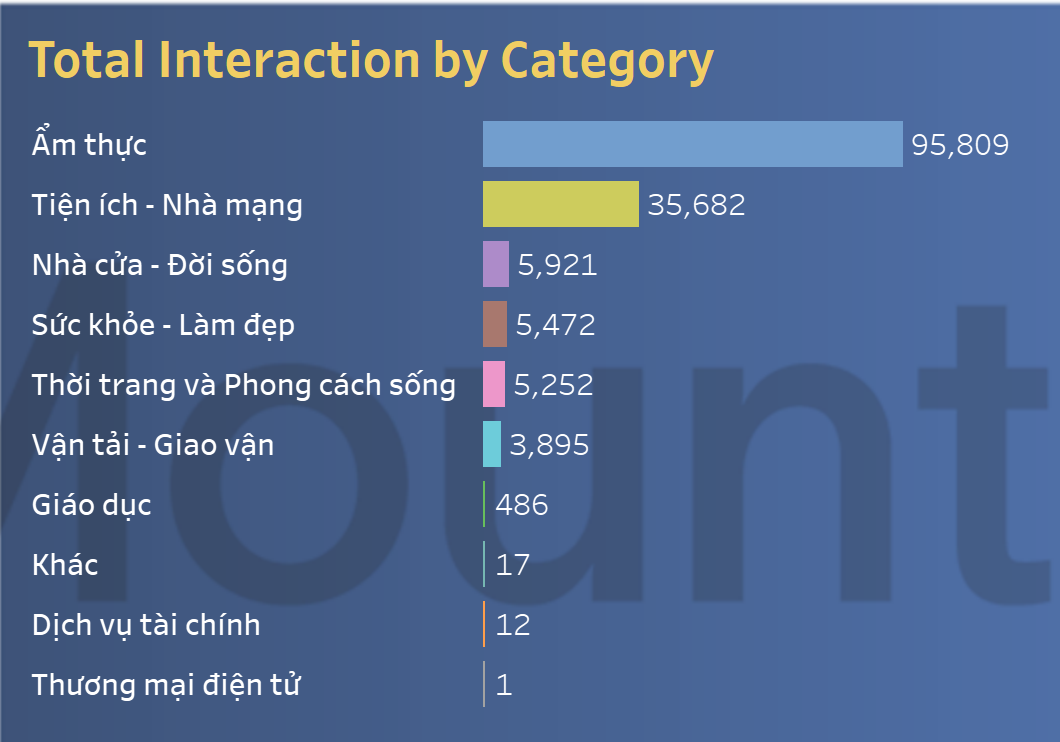 Total Interaction by Category
Ẩm thực 95,809
Tiện ích - Nhà mạng 35,682
Nhà cửa - Đời sống 5,921
Sức khỏe - Làm đẹp 5,472
Thời trang và Phong cách sống 5,252
Vận tải - Giao vận 3,895
Giáo dục 486
Khác 17
Dịch vụ tài chính 12
Thương mại điện tử 1
Mount